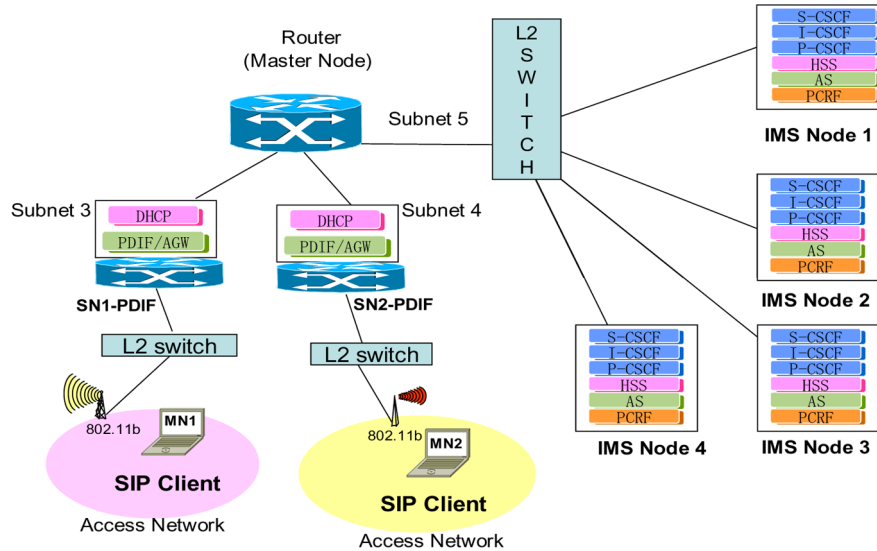 Router
(Master Node)
L2
S
W
I
T
C
H
Subnet 5
S-CSCF
I-CSCF
P-CSCF
HSS
AS
PCRF
IMS Node 1
Subnet 3
DHCP
PDIF/AGW
SN1-PDIF
Subnet 4
DHCP
PDIF/AGW
SN2-PDIF
S-CSCF
I-CSCF
P-CSCF
HSS
AS
PCRF
IMS Node 2
L2 switch
L2 switch
S-CSCF
I-CSCF
P-CSCF
HSS
AS
PCRF
IMS Node 4
S-CSCF
I-CSCF
P-CSCF
HSS
AS
PCRF
IMS Node 3
802.11b
MN1
SIP Client
Access Network
802.11b
MN2
SIP Client
Access Network